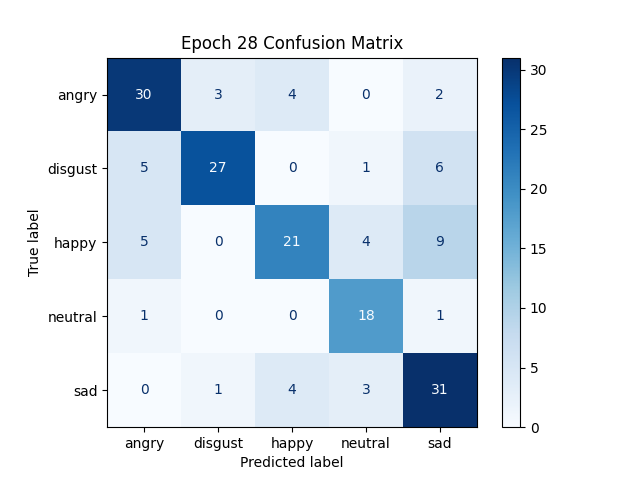 Epoch 28 Confusion Matrix
True label
angry 30 3 4 0 2
disgust 5 27 0 1 6
happy 5 0 21 4 9
neutral 1 0 0 18 1
sad 0 1 4 3 31
angry disgust happy neutral sad
Predicted label
30
25
20
15
10
5
0